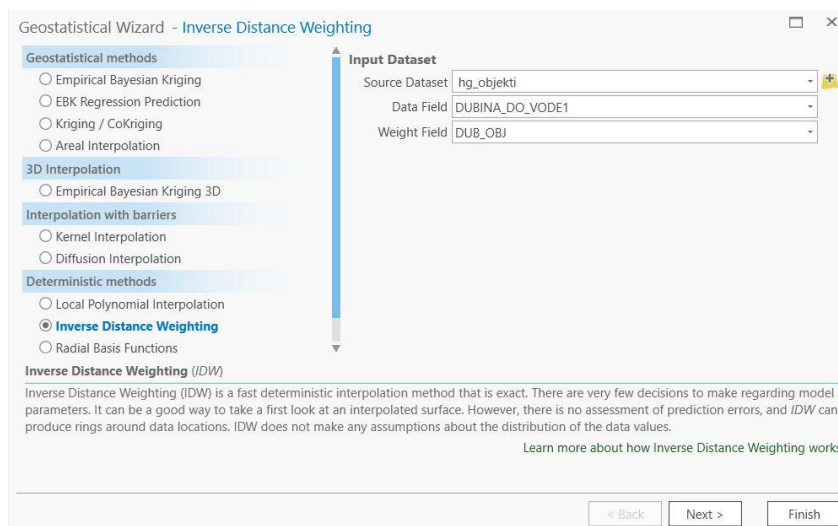 Geostatistical Wizard - Inverse Distance Weighting
Geostatistical methods
Empirical Bayesian Kriging
EBK Regression Prediction
Kriging / CoKriging
Areal Interpolation
3D Interpolation
Empirical Bayesian Kriging 3D
Interpolation with barriers
Kernel Interpolation
Diffusion Interpolation
Deterministic methods
Local Polynomial Interpolation
Inverse Distance Weighting
Radial Basis Functions
Input Dataset
Source Dataset hg_objekti
Data Field DUBINA_DO_VODE1
Weight Field DUB_OBJ
Inverse Distance Weighting (IDW)
Inverse Distance Weighting (IDW) is a fast deterministic interpolation method that is exact. There are very few decisions to make regarding model
parameters. It can be a good way to take a first look at an interpolated surface. However, there is no assessment of prediction errors, and IDW can
produce rings around data locations. IDW does not make any assumptions about the distribution of the data values.
Learn more about how Inverse Distance Weighting works
< Back Next > Finish